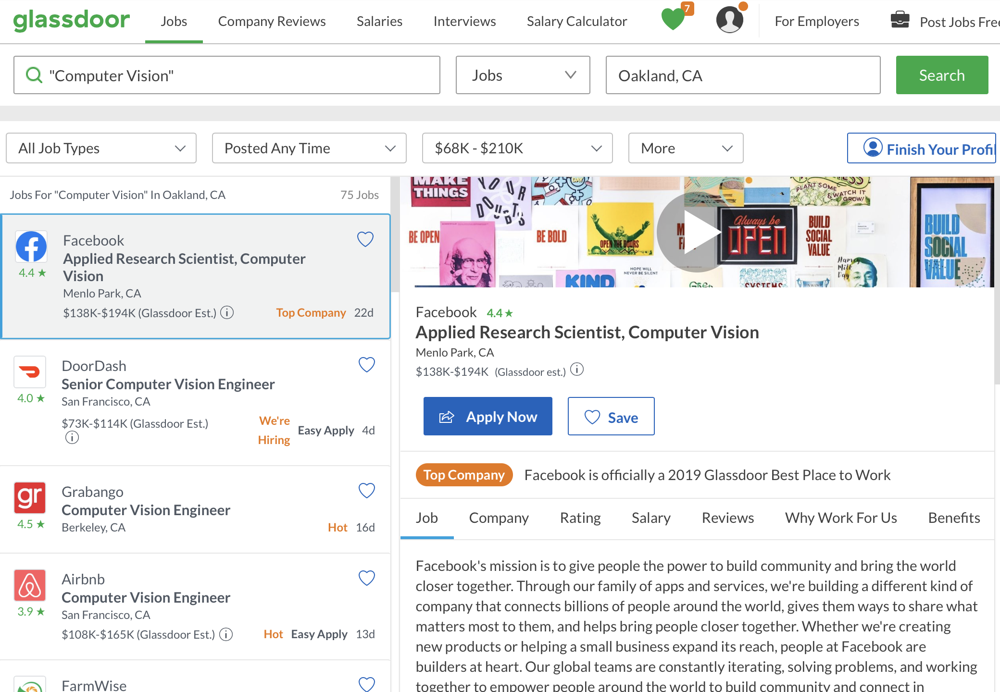 glassdoor
Jobs
Company Reviews
Salaries
Interviews
Salary Calculator
7
For Employers
Post Jobs Free
"Computer Vision"
Jobs
Oakland, CA
Search
All Job Types
Posted Any Time
$68K - $210K
More
Finish Your Profil
Jobs For "Computer Vision" In Oakland, CA
75 Jobs
Facebook
Applied Research Scientist, Computer
Vision
4.4 ★
Menlo Park, CA
$138K-$194K (Glassdoor Est.)
Top Company
22d
DoorDash
Senior Computer Vision Engineer
4.0 ★
San Francisco, CA
$73K-$114K (Glassdoor Est.)
We're
Hiring
Easy Apply
4d
gr
Grabango
Computer Vision Engineer
4.5 ★
Berkeley, CA
Hot
16d
Airbnb
Computer Vision Engineer
3.9 ★
San Francisco, CA
$108K-$165K (Glassdoor Est.)
Hot
Easy Apply
13d
FarmWise
MAKE
THINGS
YOUR
DOUBTS
DAY
PLANT SOME
& WATCH IT
GROW/
BE OPEN
BE BOLD
OPEN THE DOORS
Always be
OPEN
BUILD
SOCIAL
VALUE
BUILD
SOCIAL
VALUE
HOPE WILL
NEVER BE SILENT
Harvey
Milk
Day
KIND
SYSTEMS
UNWIND
Facebook 4.4 ★
Applied Research Scientist, Computer Vision
Menlo Park, CA
$138K-$194K (Glassdoor est.)
Apply Now
Save
Top Company
Facebook is officially a 2019 Glassdoor Best Place to Work
Job
Company
Rating
Salary
Reviews
Why Work For Us
Benefits
Facebook's mission is to give people the power to build community and bring the world
closer together. Through our family of apps and services, we're building a different kind of
company that connects billions of people around the world, gives them ways to share what
matters most to them, and helps bring people closer together. Whether we're creating
new products or helping a small business expand its reach, people at Facebook are
builders at heart. Our global teams are constantly iterating, solving problems, and working
together to empower people around the world to build community and connect in